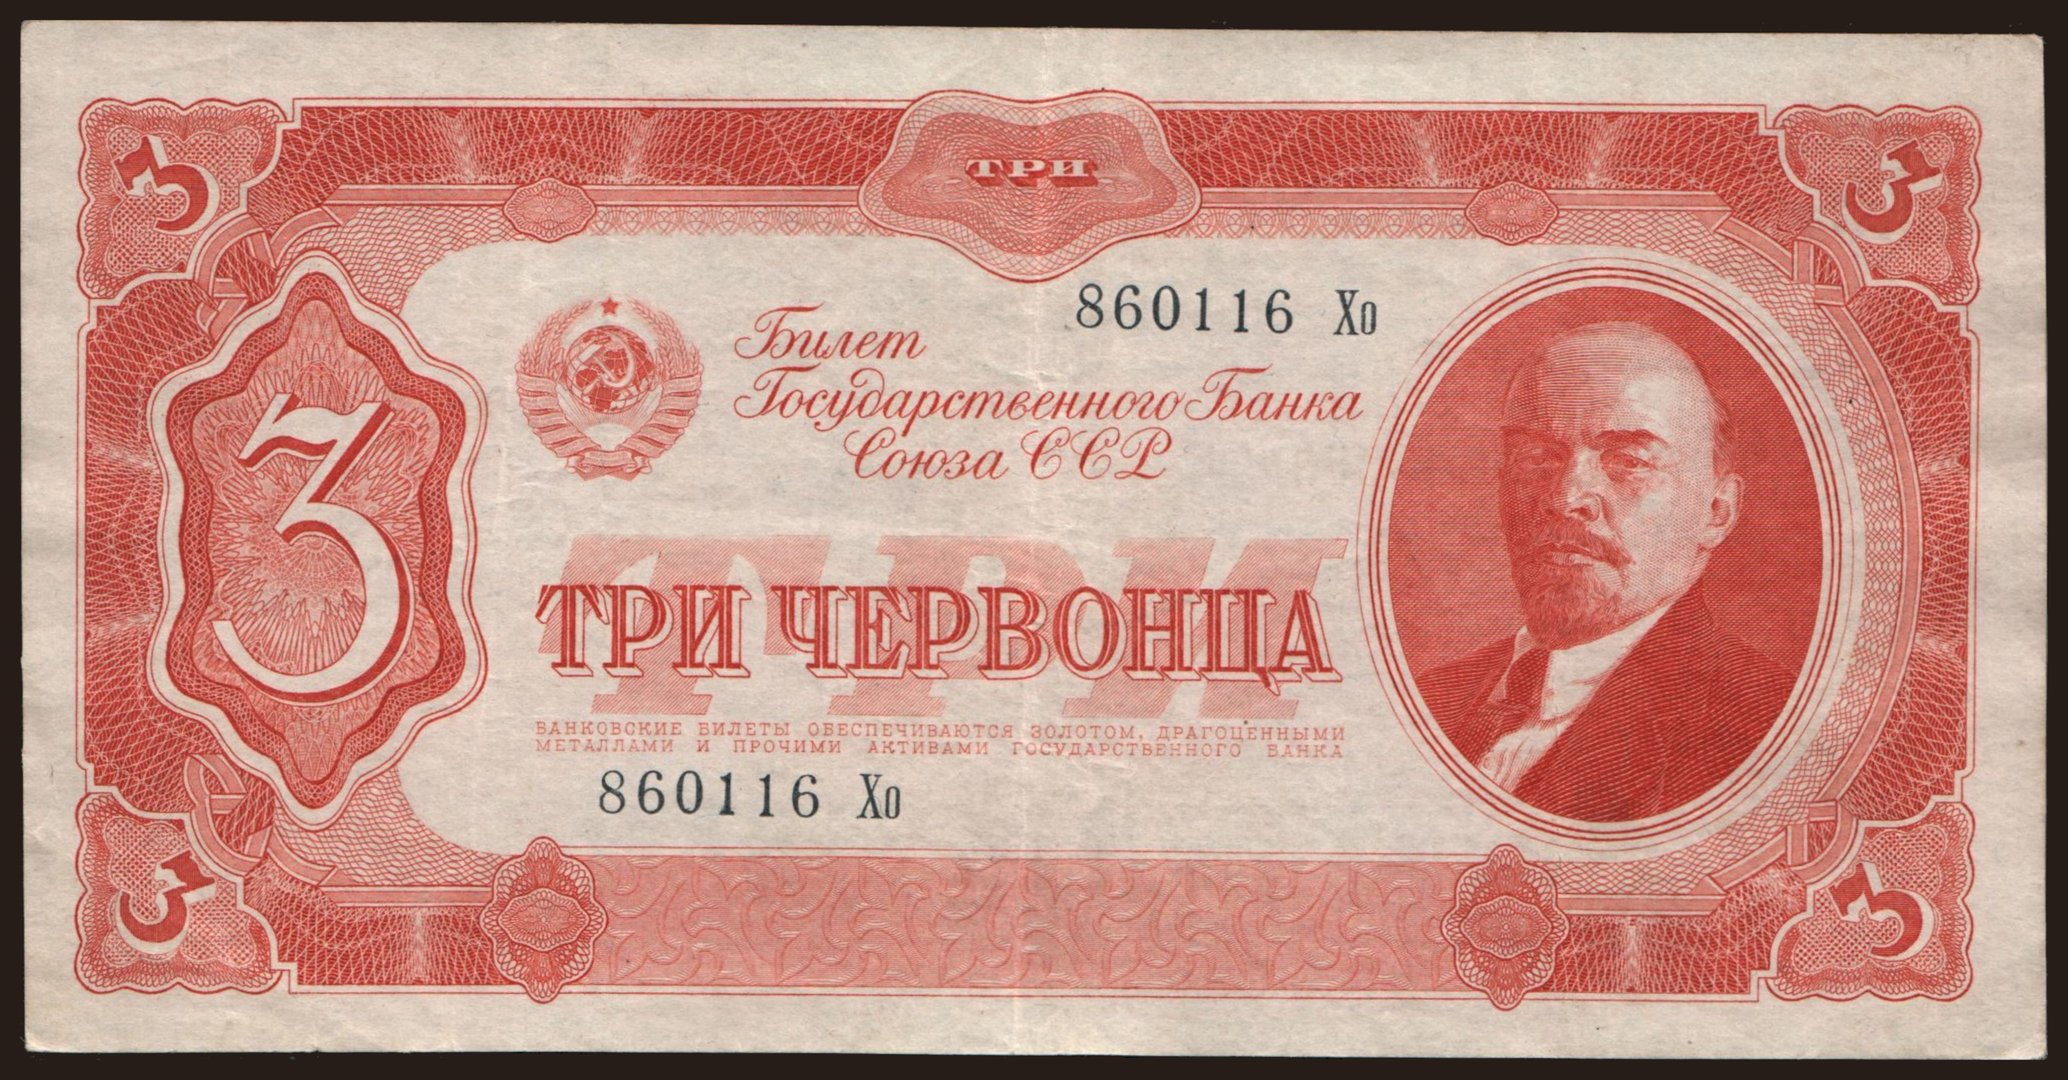 3
ТРИ
3
860116 Хо
Билет
Государственного Банка
Союза ССР
3
ТРИ
ТРИ ЧЕРВОНЦА
БАНКОВСКИЕ БИЛЕТЫ ОБЕСПЕЧИВАЮТСЯ ЗОЛОТОМ, ДРАГОЦЕННЫМИ
МЕТАЛЛАМИ И ПРОЧИМИ АКТИВАМИ ГОСУДАРСТВЕННОГО БАНКА
860116 Хо
3
3